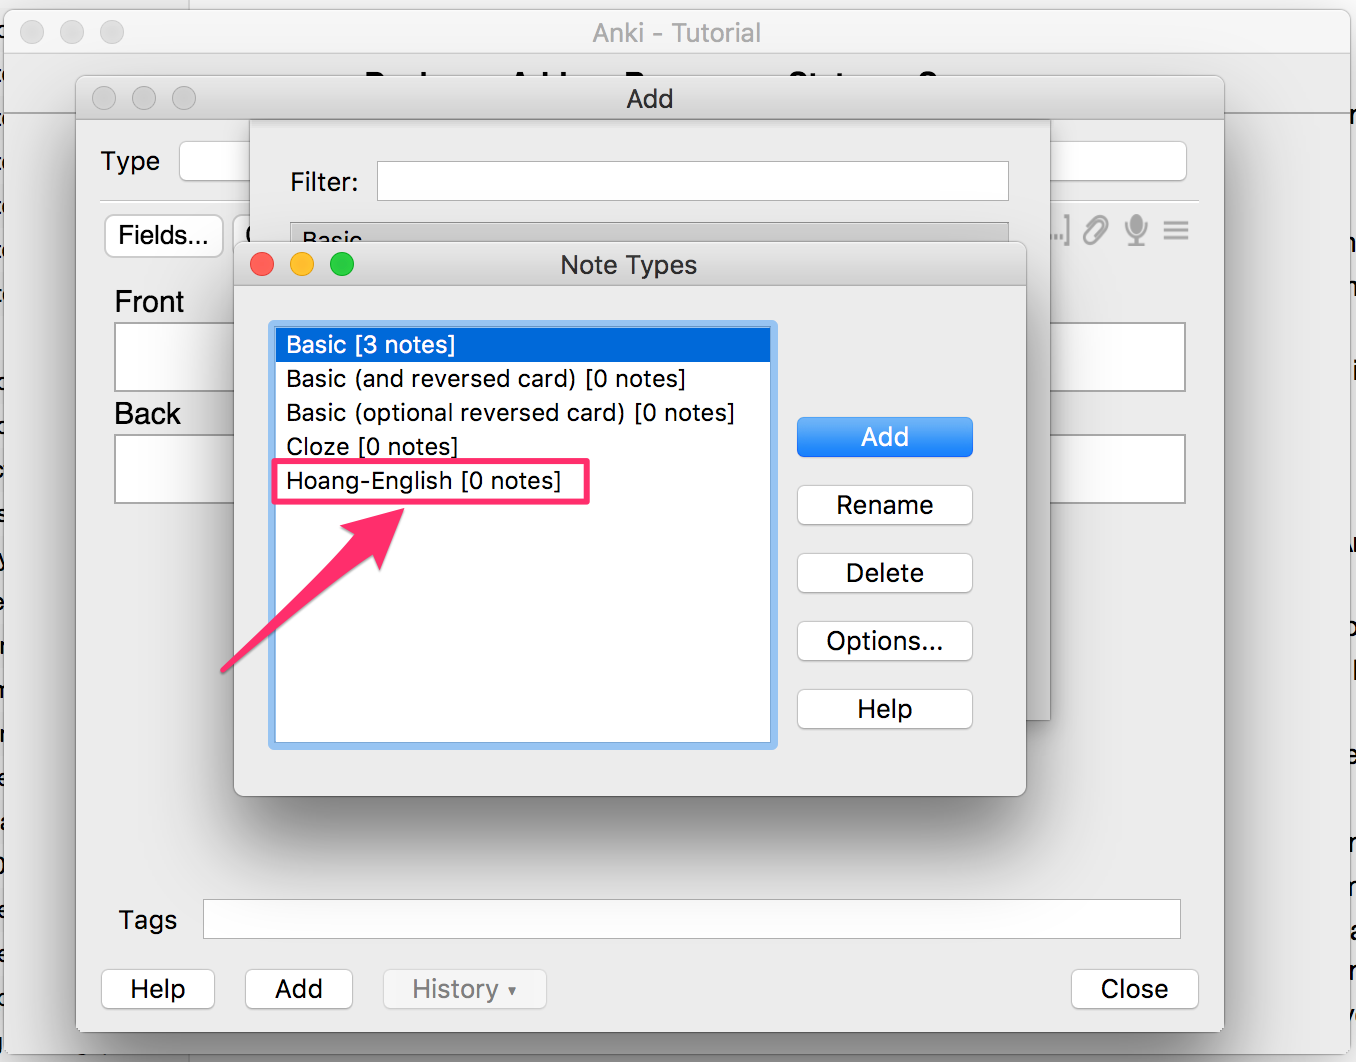 Anki - Tutorial
Add
Type
Filter:
Fields...
Basic
Note Types
Front
Basic [3 notes]
Basic (and reversed card) [0 notes]
Basic (optional reversed card) [0 notes]
Back
Cloze [0 notes]
Hoang-English [0 notes]
Add
Rename
Delete
Options...
Help
Tags
Help
Add
History ▾
Close